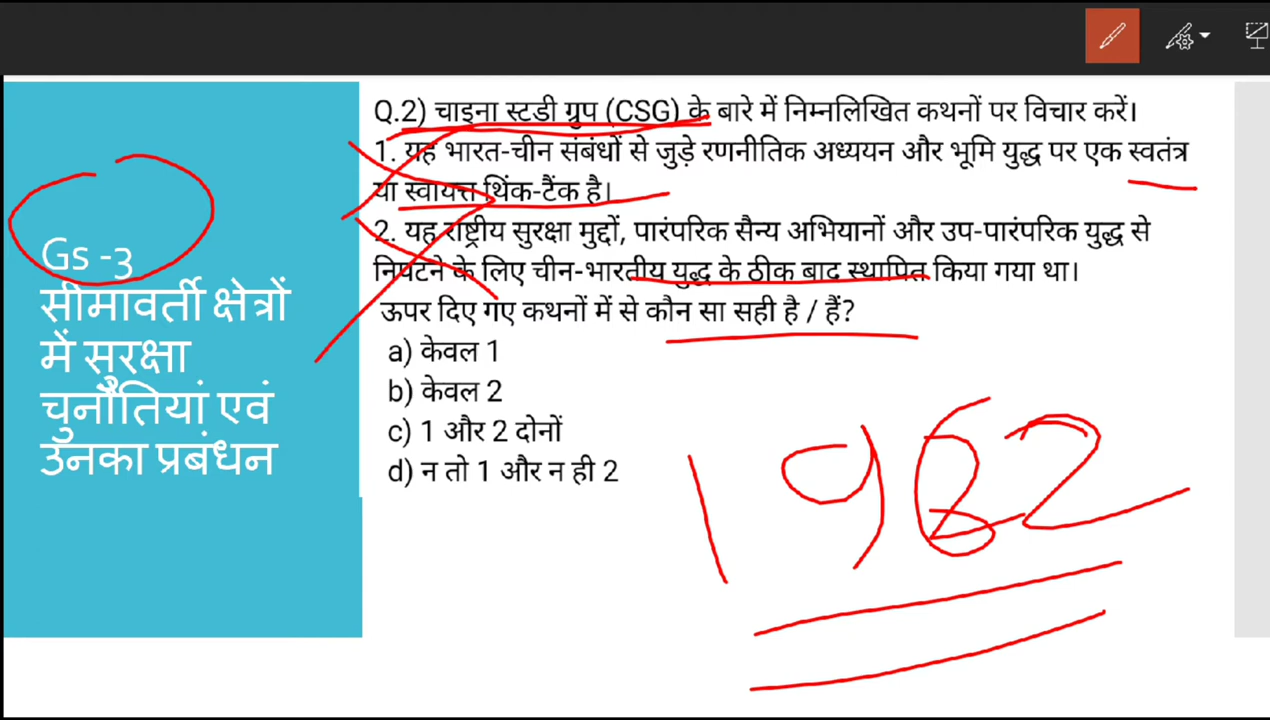 Gs -3
सीमावर्ती क्षेत्रों
में सुरक्षा
चुनौतियां एवं
उनका प्रबंधन
Q.2) चाइना स्टडी ग्रुप (CSG) के बारे में निम्नलिखित कथनों पर विचार करें।
1. यह भारत-चीन संबंधों से जुड़े रणनीतिक अध्ययन और भूमि युद्ध पर एक स्वतंत्र
या स्वायत्त थिंक-टैंक है।
2. यह राष्ट्रीय सुरक्षा मुद्दों, पारंपरिक सैन्य अभियानों और उप-पारंपरिक युद्ध से
निपटने के लिए चीन-भारतीय युद्ध के ठीक बाद स्थापित किया गया था।
ऊपर दिए गए कथनों में से कौन सा सही है / हैं?
a) केवल 1
b) केवल 2
c) 1 और 2 दोनों
d) न तो 1 और न ही 2
1962